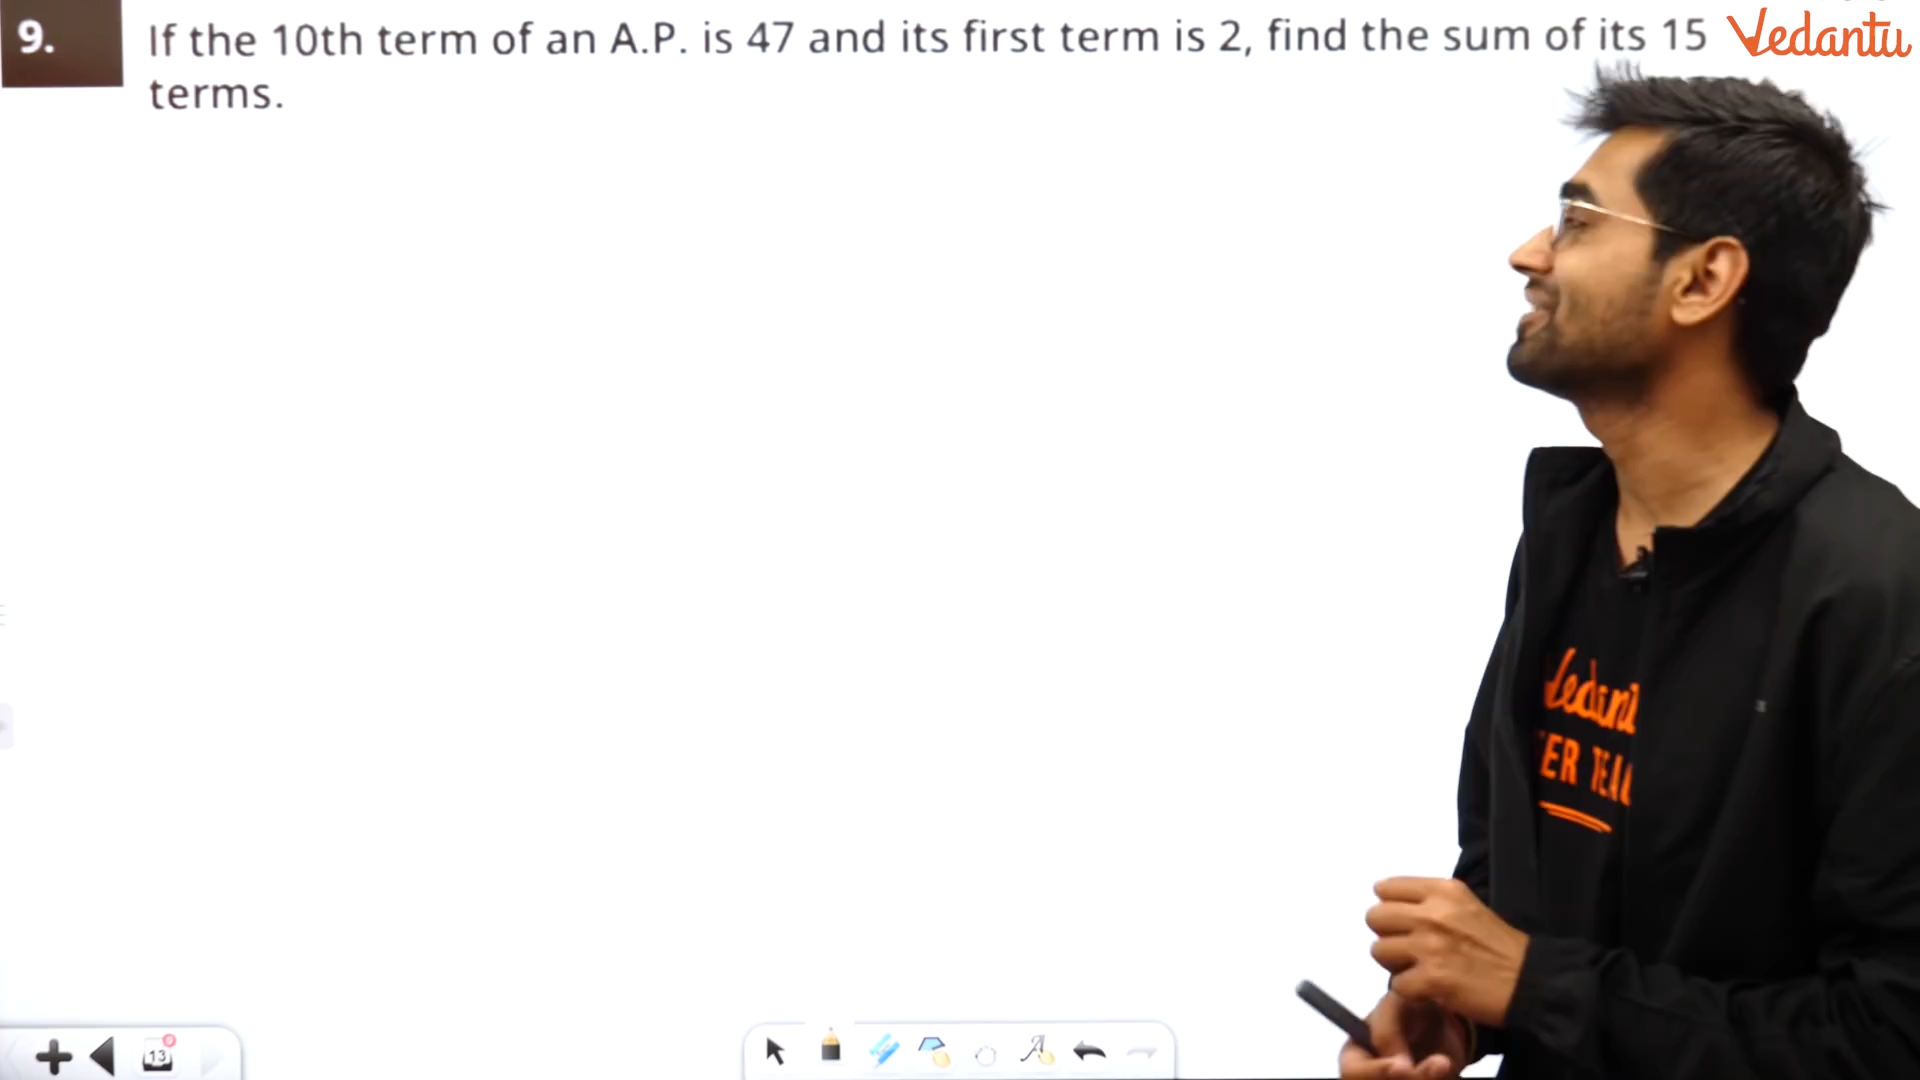 9.
If the 10th term of an A.P. is 47 and its first term is 2, find the sum of its 15
terms.
Vedantu
ER
13